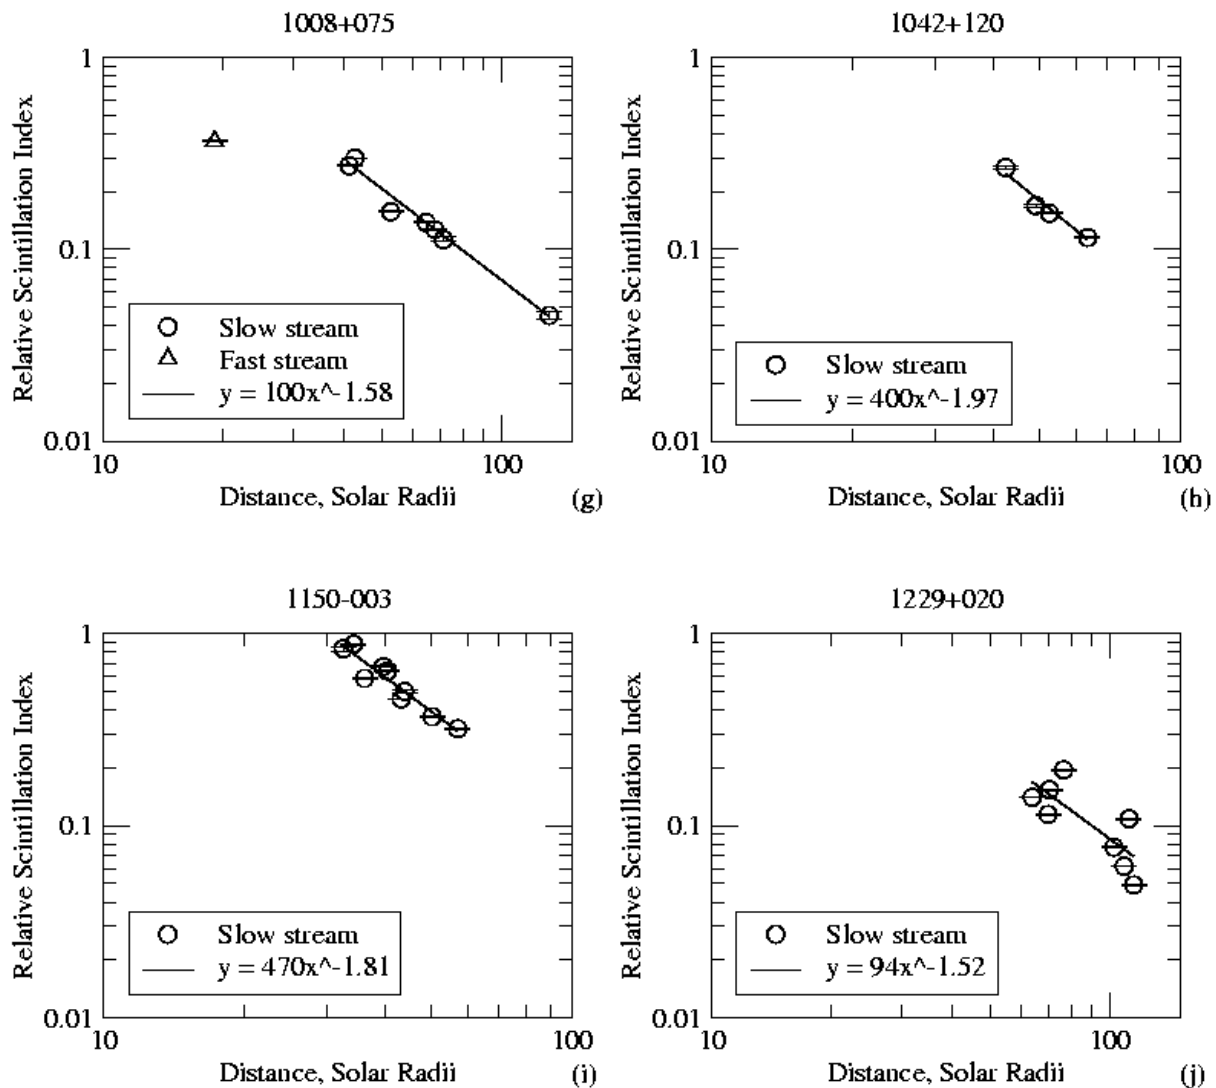 1008+075
1
Relative Scintillation Index
0.1
Slow stream
Fast stream
y = 100x^-1.58
0.01
10
100
Distance, Solar Radii
(g)
1042+120
1
Relative Scintillation Index
0.1
Slow stream
y = 400x^-1.97
0.01
10
100
Distance, Solar Radii
(h)
1150-003
1
Relative Scintillation Index
0.1
Slow stream
y = 470x^-1.81
0.01
10
100
Distance, Solar Radii
(i)
1229+020
1
Relative Scintillation Index
0.1
Slow stream
y = 94x^-1.52
0.01
10
100
Distance, Solar Radii
(j)